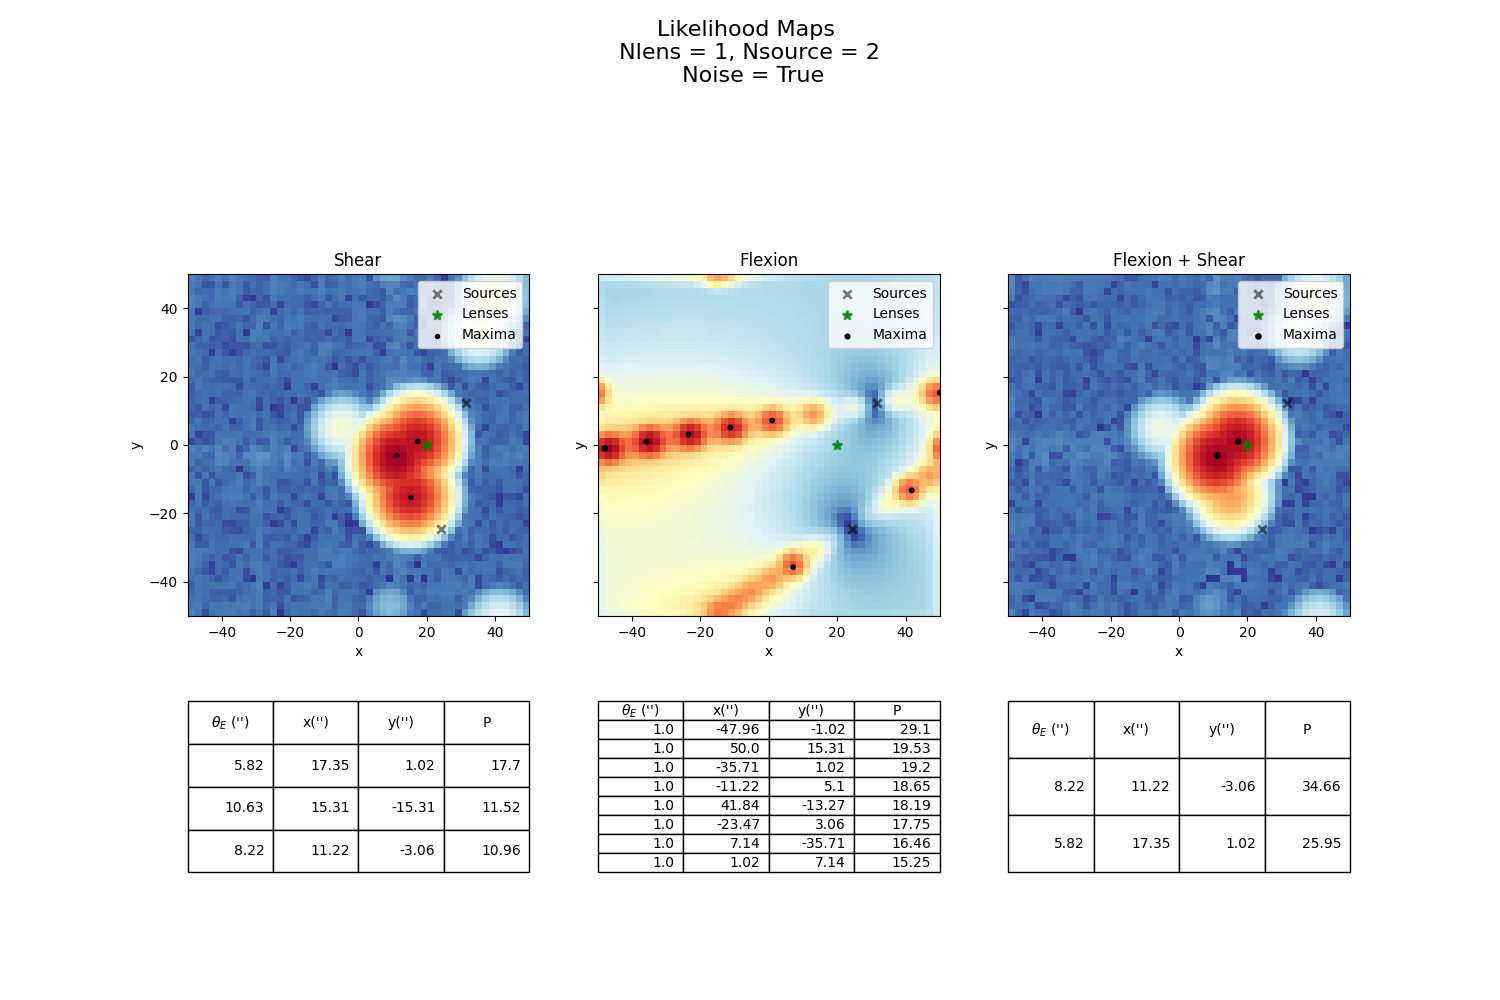 Likelihood Maps
Nlens = 1, Nsource = 2
Noise = True
Shear
Flexion
Flexion + Shear
Sources
Lenses
Maxima
Sources
Lenses
Maxima
Sources
Lenses
Maxima
y
40
20
0
−20
−40
−40 −20 0 20 40
x
y
−40 −20 0 20 40
x
y
−40 −20 0 20 40
x
θE ('') x('') y('') P
5.82 17.35 1.02 17.7
10.63 15.31 -15.31 11.52
8.22 11.22 -3.06 10.96
θE ('') x('') y('') P
1.0 -47.96 -1.02 29.1
1.0 50.0 15.31 19.53
1.0 -35.71 1.02 19.2
1.0 -11.22 5.1 18.65
1.0 41.84 -13.27 18.19
1.0 -23.47 3.06 17.75
1.0 7.14 -35.71 16.46
1.0 1.02 7.14 15.25
θE ('') x('') y('') P
8.22 11.22 -3.06 34.66
5.82 17.35 1.02 25.95